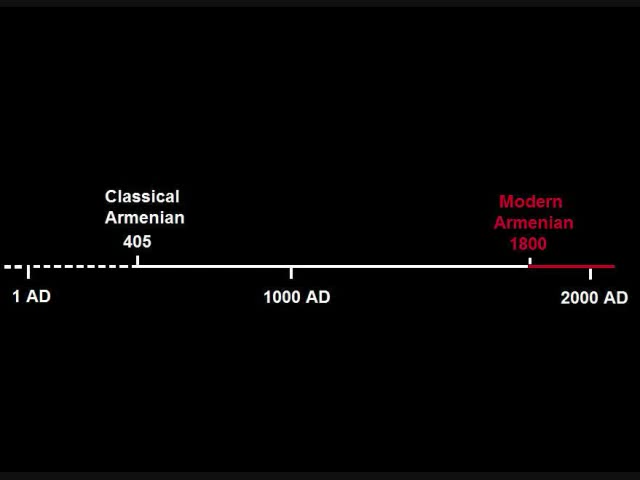 Classical
Armenian
405
Modern
Armenian
1800
1 AD
1000 AD
2000 AD